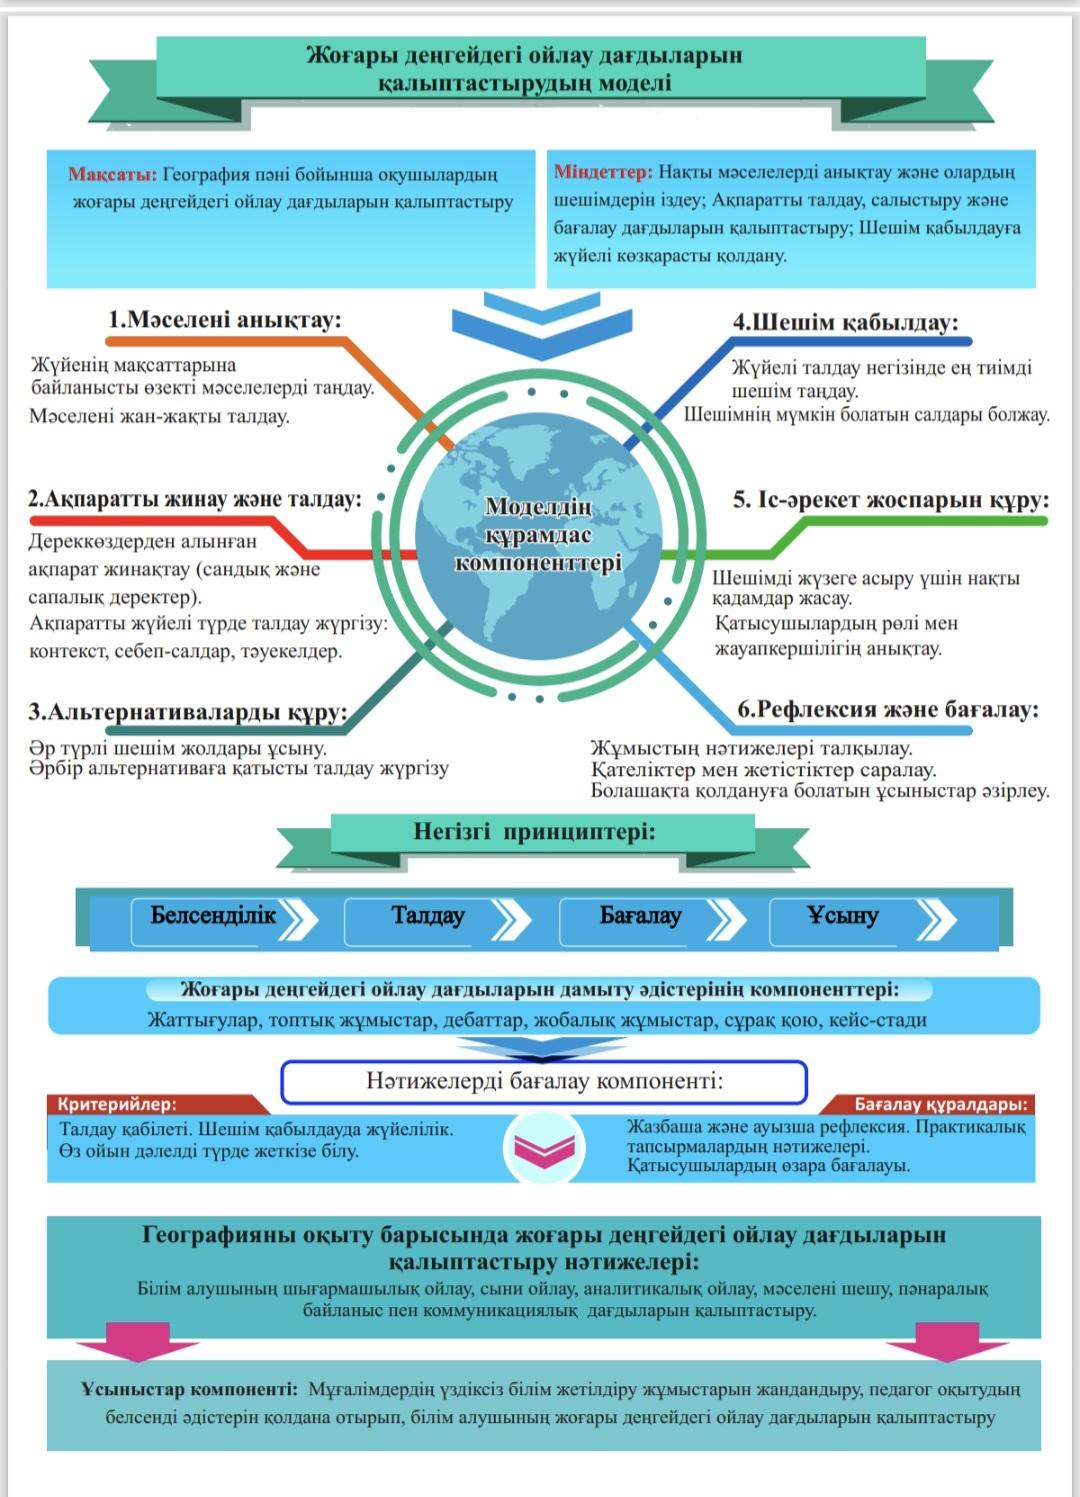 Жоғары деңгейдегі ойлау дағдыларын
қалыптастырудың моделі
Мақсаты: География пәні бойынша оқушылардың
жоғары деңгейдегі ойлау дағдыларын қалыптастыру
Міндеттер: Нақты мәселелерді анықтау және олардың
шешімдерін іздеу; Ақпаратты талдау, салыстыру және
бағалау дағдыларын қалыптастыру; Шешім қабылдауға
жүйелі көзқарасты қолдану.
1.Мәселені анықтау:
Жүйенің мақсаттарына
байланысты өзекті мәселелерді таңдау.
Мәселені жан-жақты талдау.
2.Ақпаратты жинау және талдау:
Дереккөздерден алынған
ақпарат жинақтау (сандық және
сапалық деректер).
Ақпаратты жүйелі түрде талдау жүргізу:
контекст, себеп-салдар, тәуекелдер.
3.Альтернативаларды құру:
Әр түрлі шешім жолдары ұсыну.
Әрбір альтернативаға қатысты талдау жүргізу
Моделдің
құрамдас
компоненттері
4.Шешім қабылдау:
Жүйелі талдау негізінде ең тиімді
шешім таңдау.
Шешімнің мүмкін болатын салдары болжау.
5. Іс-әрекет жоспарын құру:
Шешімді жүзеге асыру үшін нақты
қадамдар жасау.
Қатысушылардың рөлі мен
жауапкершілігің анықтау.
6.Рефлексия және бағалау:
Жұмыстың нәтижелері талқылау.
Қателіктер мен жетістіктер саралау.
Болашақта қолдануға болатын ұсыныстар әзірлеу.
Негізгі принциптері:
Белсенділік
Талдау
Бағалау
Ұсыну
Жоғары деңгейдегі ойлау дағдыларын дамыту әдістерінің компоненттері:
Жаттығулар, топтық жұмыстар, дебаттар, жобалық жұмыстар, сұрақ қою, кейс-стади
Нәтижелерді бағалау компоненті:
Критерийлер:
Талдау қабілеті. Шешім қабылдауда жүйелілік.
Өз ойын дәлелді түрде жеткізе білу.
Бағалау құралдары:
Жазбаша және ауызша рефлексия. Практикалық
тапсырмалардың нәтижелері.
Қатысушылардың өзара бағалауы.
Географияны оқыту барысында жоғары деңгейдегі ойлау дағдыларын
қалыптастыру нәтижелері:
Білім алушының шығармашылық ойлау, сыни ойлау, аналитикалық ойлау, мәселені шешу, пәнаралық
байланыс пен коммуникациялық дағдыларын қалыптастыру.
Ұсыныстар компоненті: Мұғалімдердің үздіксіз білім жетілдіру жұмыстарын жандандыру, педагог оқытудың
белсенді әдістерін қолдана отырып, білім алушының жоғары деңгейдегі ойлау дағдыларын қалыптастыру